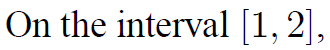 On the interval [1, 2],